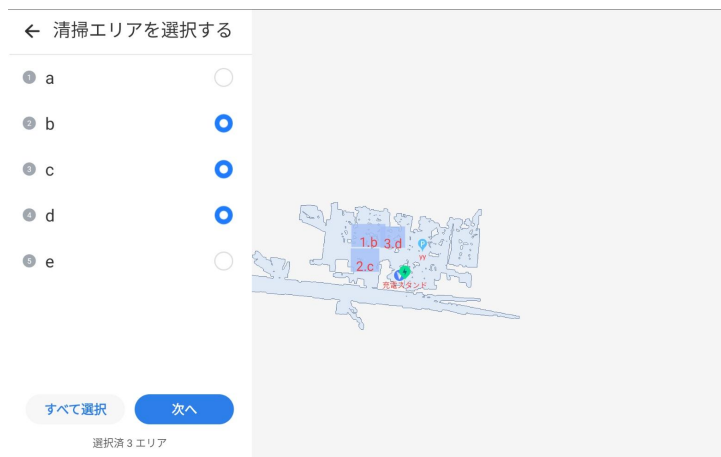 ← 清掃エリアを選択する
1 a
2 b
3 c
4 d
5 e
1.b 3.d
P
yy
2.c
充電スタンド
すべて選択 次へ
選択済 3 エリア